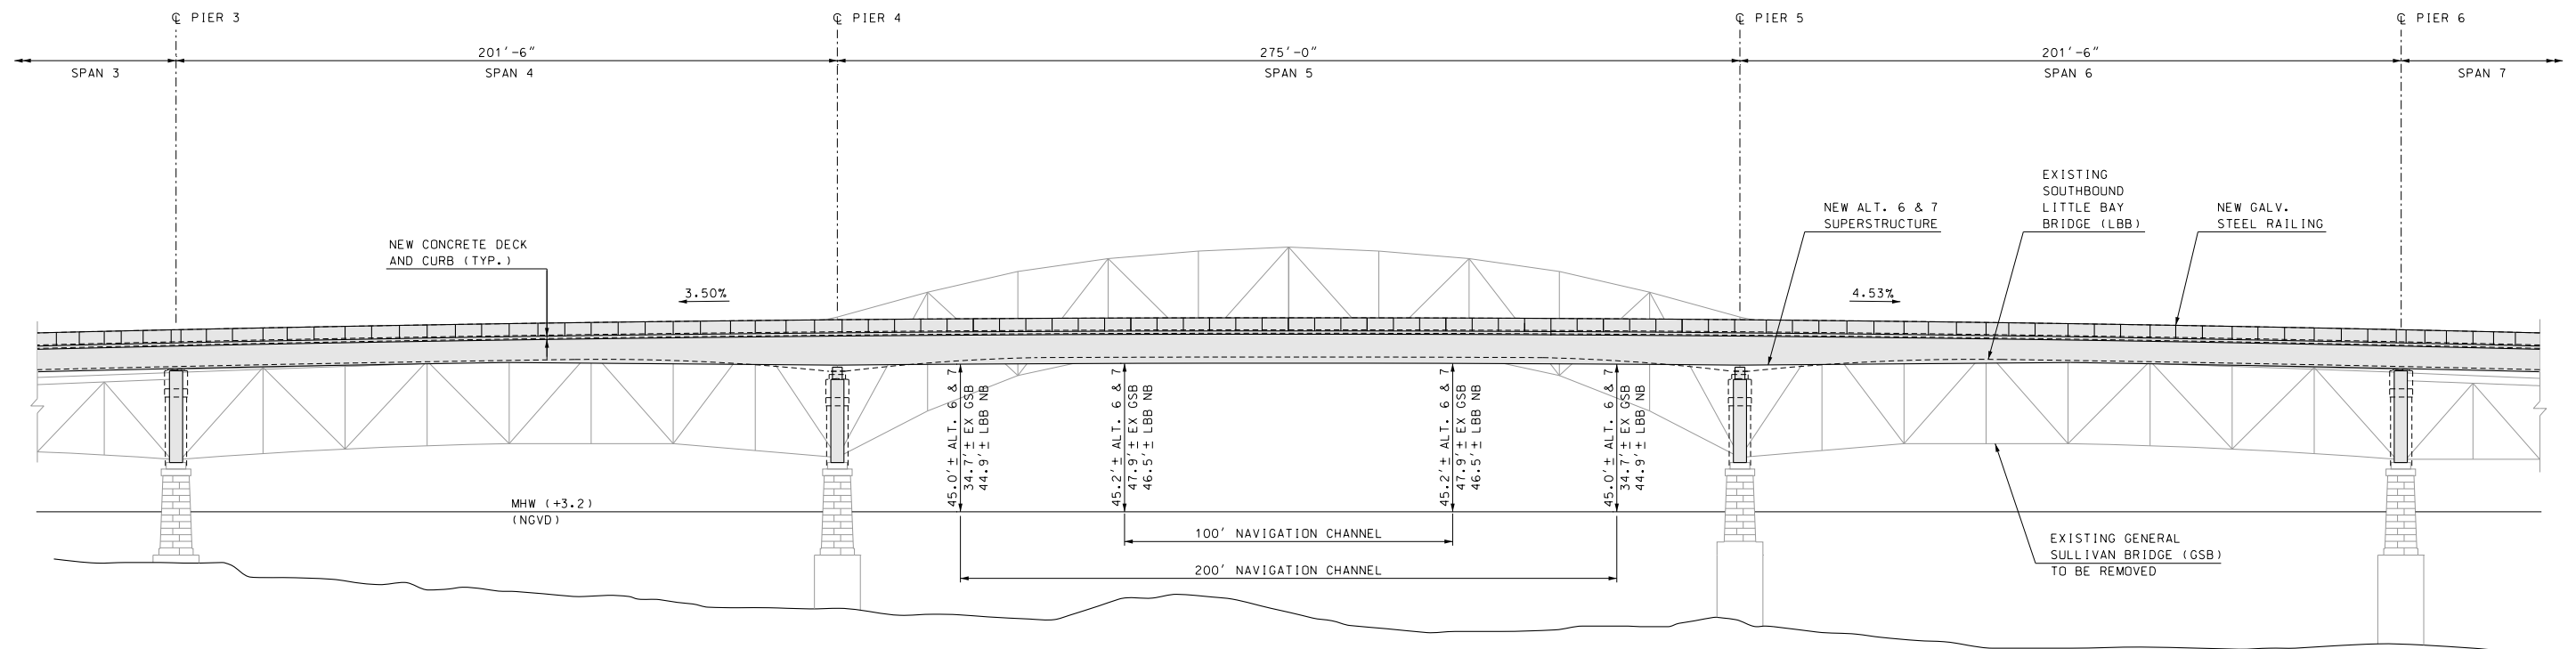 ℄ PIER 3
℄ PIER 4
℄ PIER 5
℄ PIER 6
201'-6"
275'-0"
201'-6"
SPAN 3
SPAN 4
SPAN 5
SPAN 6
SPAN 7
EXISTING
SOUTHBOUND
LITTLE BAY
BRIDGE (LBB)
NEW ALT. 6 & 7
SUPERSTRUCTURE
NEW GALV.
STEEL RAILING
NEW CONCRETE DECK
AND CURB (TYP.)
3.50%
4.53%
45.0'± ALT. 6 & 7
34.7'± EX GSB
44.9'± LBB NB
45.2'± ALT. 6 & 7
47.9'± EX GSB
46.5'± LBB NB
45.2'± ALT. 6 & 7
47.9'± EX GSB
46.5'± LBB NB
45.0'± ALT. 6 & 7
34.7'± EX GSB
44.9'± LBB NB
MHW (+3.2)
(NGVD)
100' NAVIGATION CHANNEL
200' NAVIGATION CHANNEL
EXISTING GENERAL
SULLIVAN BRIDGE (GSB)
TO BE REMOVED